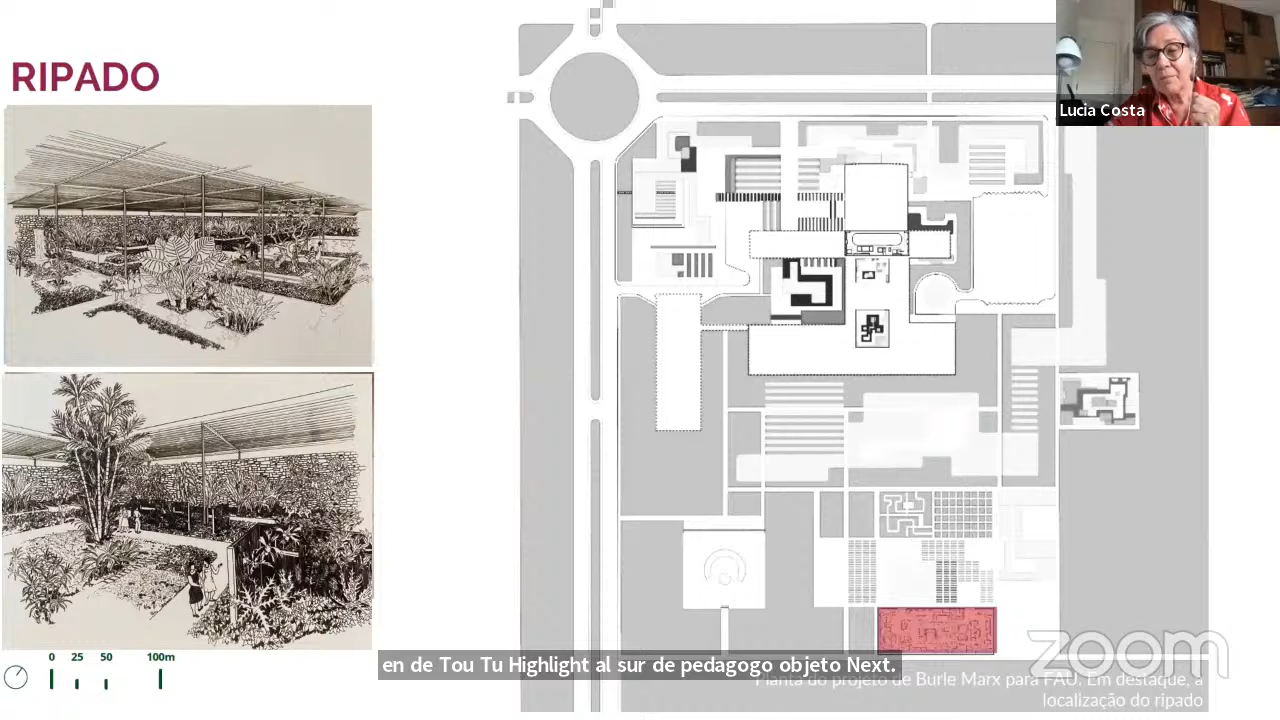 RIPADO
Lucia Costa
0 25 50 100m
en de Tou Tu Highlight al sur de pedagogo objeto Next.
Planta do projeto de Burle Marx para FAU. Em destaque, a
localização do ripado
zoom